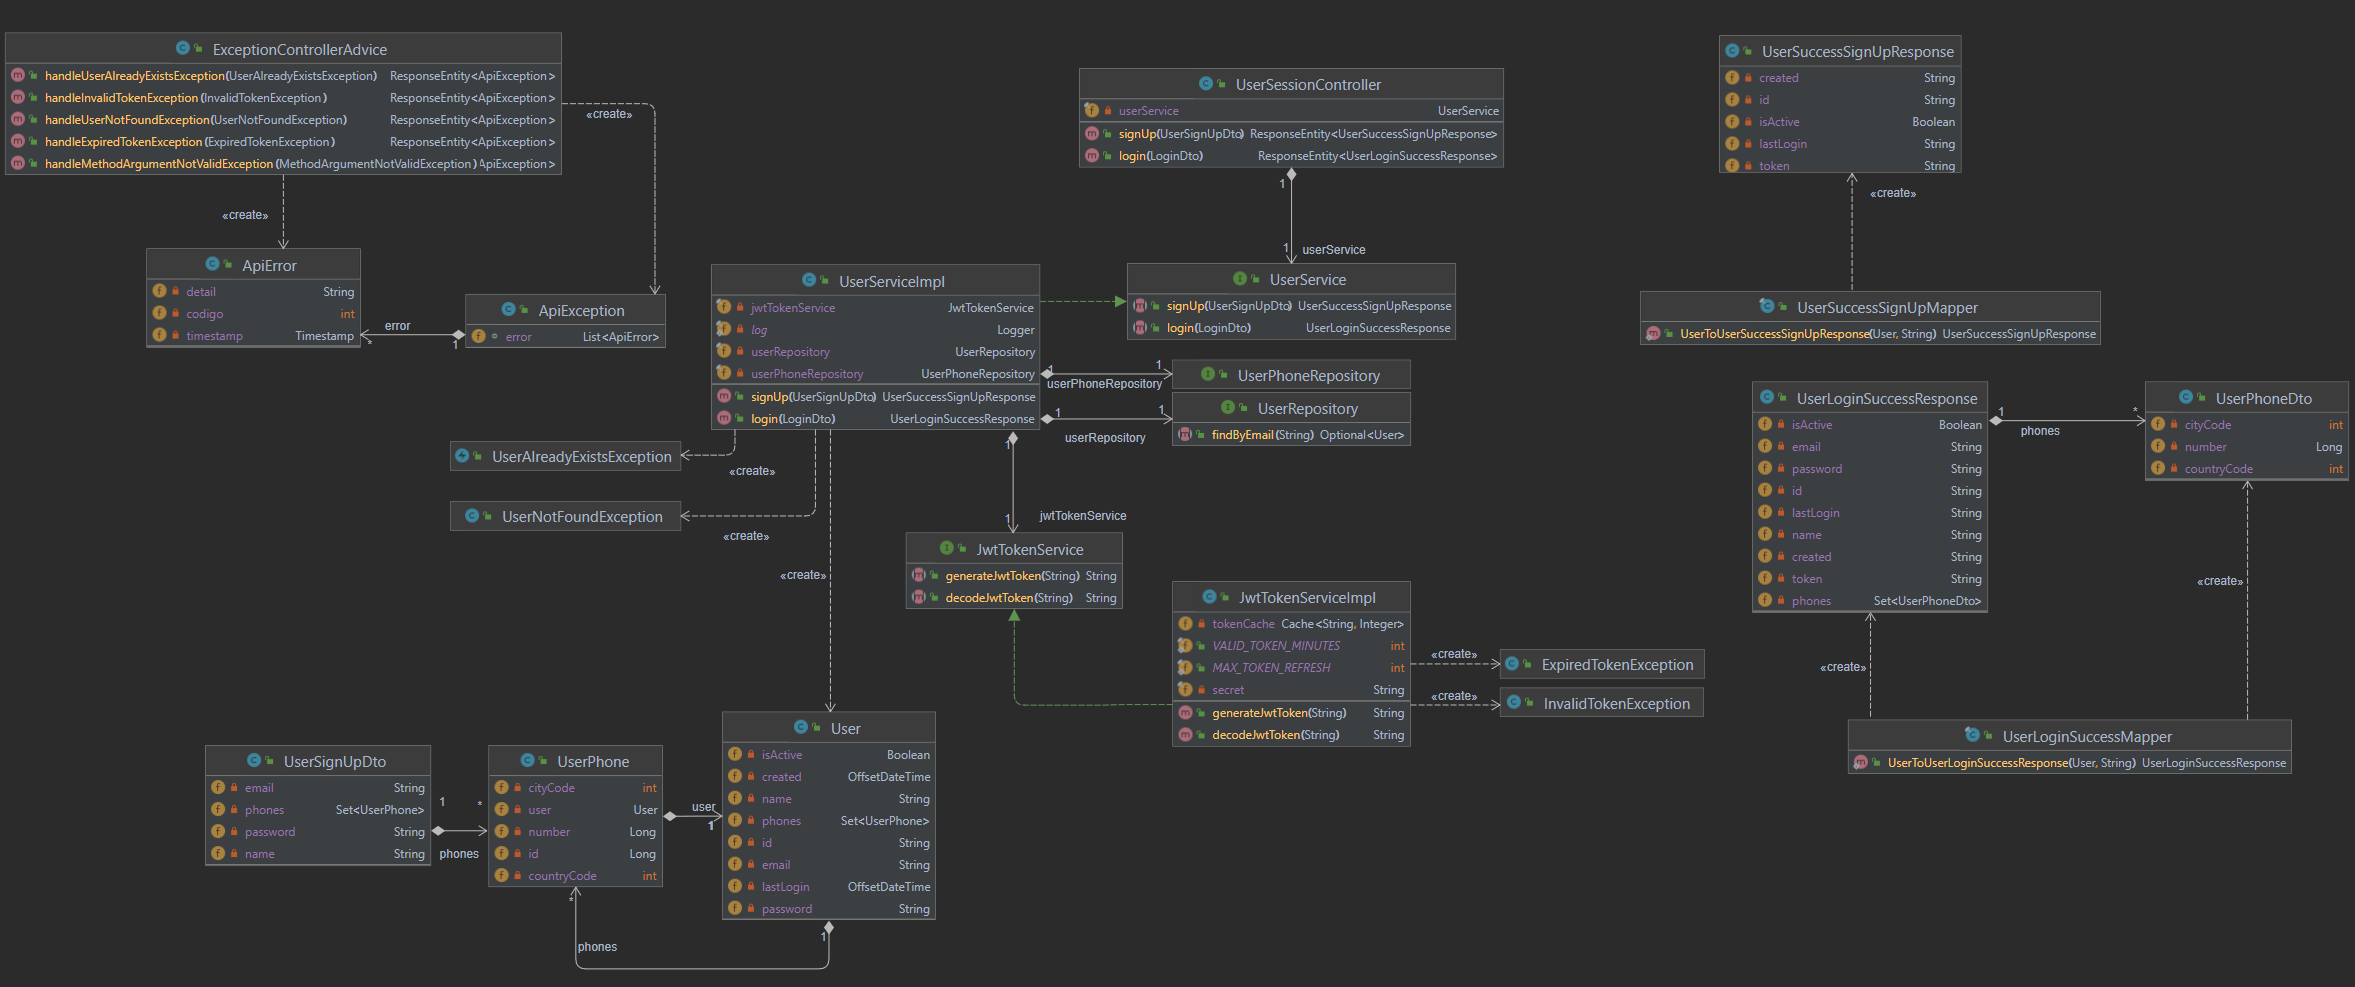 ExceptionControllerAdvice
handleUserAlreadyExistsException(UserAlreadyExistsException) ResponseEntity<ApiException>
handleInvalidTokenException(InvalidTokenException) ResponseEntity<ApiException>
handleUserNotFoundException(UserNotFoundException) ResponseEntity<ApiException>
handleExpiredTokenException(ExpiredTokenException) ResponseEntity<ApiException>
handleMethodArgumentNotValidException(MethodArgumentNotValidException) ApiException>
«create»
«create»
ApiError
detail String
codigo int
timestamp Timestamp
error
*
1
ApiException
error List<ApiError>
UserSessionController
userService UserService
signUp(UserSignUpDto) ResponseEntity<UserSuccessSignUpResponse>
login(LoginDto) ResponseEntity<UserLoginSuccessResponse>
1
1
userService
UserService
signUp(UserSignUpDto) UserSuccessSignUpResponse
login(LoginDto) UserLoginSuccessResponse
UserServiceImpl
jwtTokenService JwtTokenService
log Logger
userRepository UserRepository
userPhoneRepository UserPhoneRepository
signUp(UserSignUpDto) UserSuccessSignUpResponse
login(LoginDto) UserLoginSuccessResponse
1
1
userPhoneRepository
UserPhoneRepository
1
1
userRepository
UserRepository
findByEmail(String) Optional<User>
UserAlreadyExistsException
«create»
UserNotFoundException
«create»
«create»
1
1
jwtTokenService
JwtTokenService
generateJwtToken(String) String
decodeJwtToken(String) String
JwtTokenServiceImpl
tokenCache Cache<String, Integer>
VALID_TOKEN_MINUTES int
MAX_TOKEN_REFRESH int
secret String
generateJwtToken(String) String
decodeJwtToken(String) String
«create»
ExpiredTokenException
«create»
InvalidTokenException
UserSignUpDto
email String
phones Set<UserPhone>
password String
name String
1
*
phones
UserPhone
cityCode int
user User
number Long
id Long
countryCode int
user
1
User
isActive Boolean
created OffsetDateTime
name String
phones Set<UserPhone>
id String
email String
lastLogin OffsetDateTime
password String
*
1
phones
UserSuccessSignUpResponse
created String
id String
isActive Boolean
lastLogin String
token String
«create»
UserSuccessSignUpMapper
UserToUserSuccessSignUpResponse(User, String) UserSuccessSignUpResponse
UserLoginSuccessResponse
isActive Boolean
email String
password String
id String
lastLogin String
name String
created String
token String
phones Set<UserPhoneDto>
1
*
phones
UserPhoneDto
cityCode int
number Long
countryCode int
«create»
«create»
UserLoginSuccessMapper
UserToUserLoginSuccessResponse(User, String) UserLoginSuccessResponse